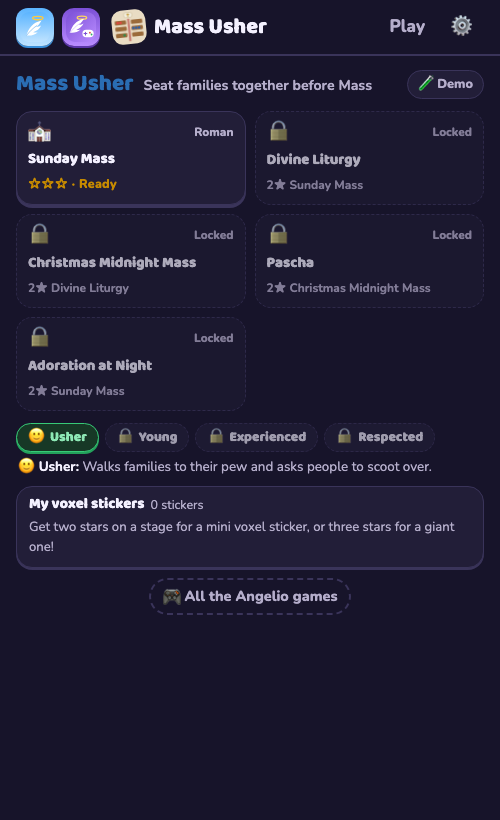 Mass Usher
Play
Mass Usher Seat families together before Mass
Demo
Roman
Sunday Mass
☆☆☆ · Ready
Locked
Divine Liturgy
2★ Sunday Mass
Locked
Christmas Midnight Mass
2★ Divine Liturgy
Locked
Pascha
2★ Christmas Midnight Mass
Locked
Adoration at Night
2★ Sunday Mass
Usher
Young
Experienced
Respected
Usher: Walks families to their pew and asks people to scoot over.
My voxel stickers 0 stickers
Get two stars on a stage for a mini voxel sticker, or three stars for a giant
one!
All the Angelio games